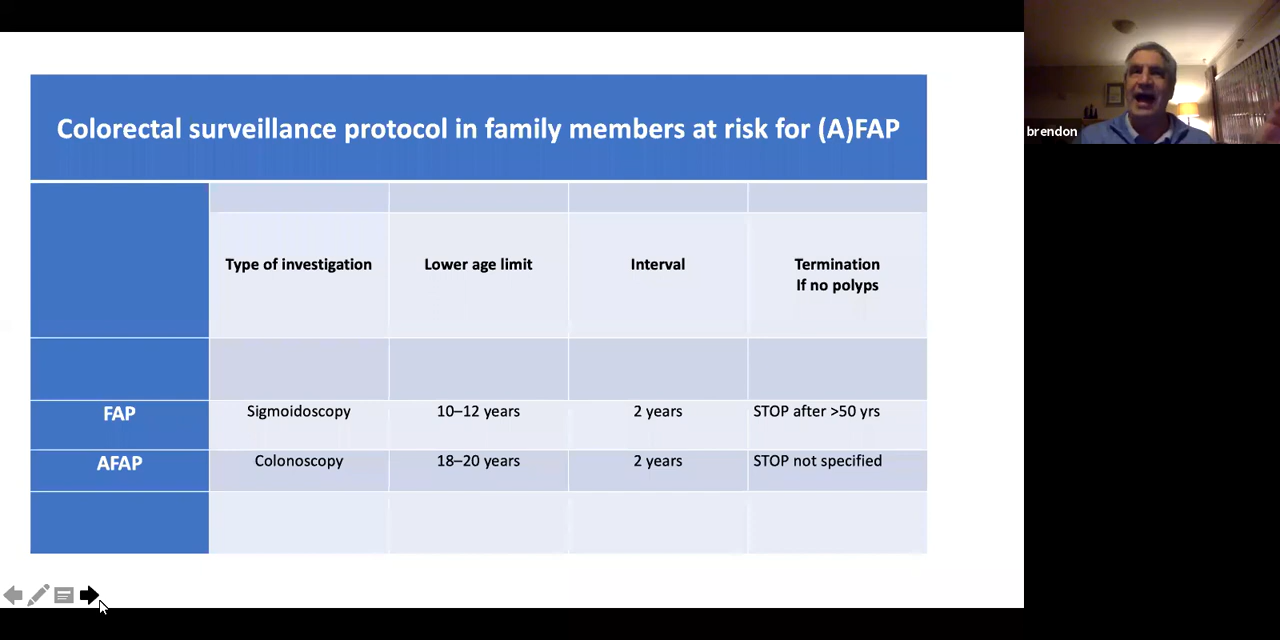 Colorectal surveillance protocol in family members at risk for (A)FAP
brendon
Type of investigation
Lower age limit
Interval
Termination
If no polyps
FAP
Sigmoidoscopy
10–12 years
2 years
STOP after >50 yrs
AFAP
Colonoscopy
18–20 years
2 years
STOP not specified